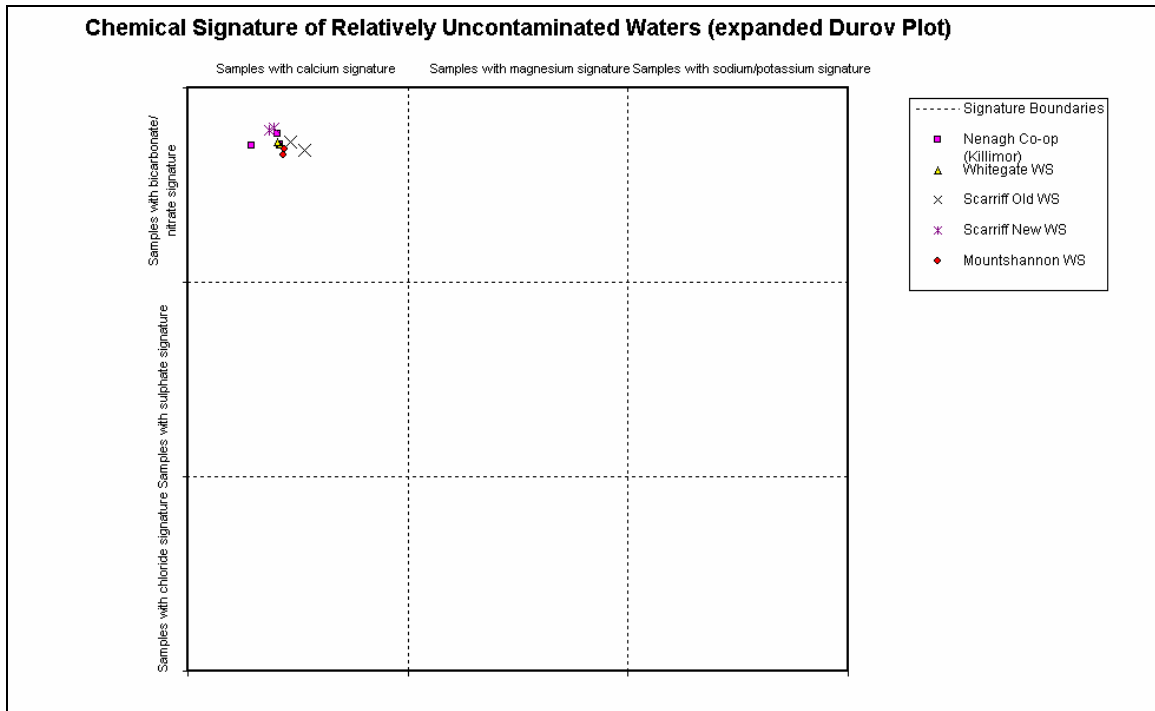 Chemical Signature of Relatively Uncontaminated Waters (expanded Durov Plot)
Samples with calcium signature
Samples with magnesium signature
Samples with sodium/potassium signature
Samples with bicarbonate/
nitrate signature
Samples with sulphate signature
Samples with chloride signature
Signature Boundaries
Nenagh Co-op
(Killimor)
Whitegate WS
Scarriff Old WS
Scarriff New WS
Mountshannon WS